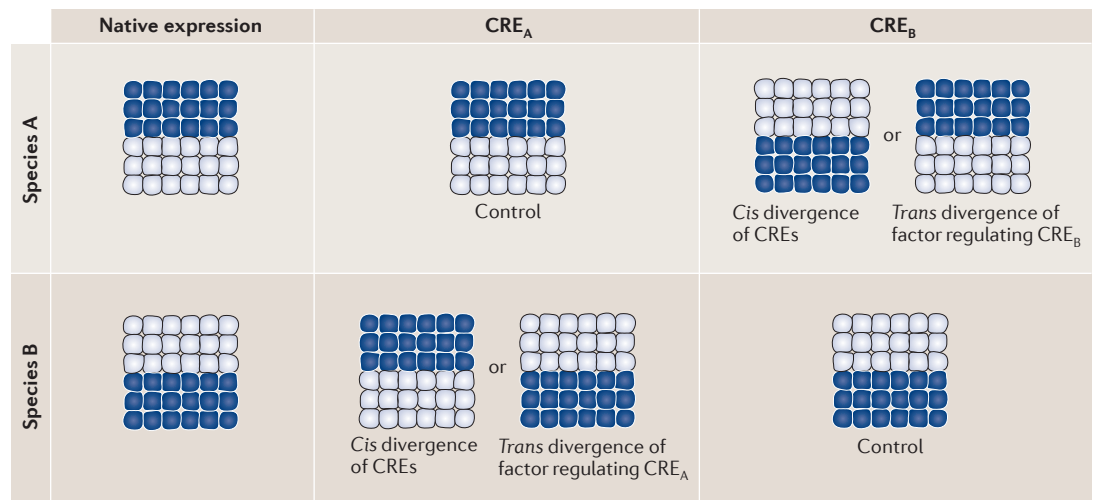 Native expression
CRE_A
CRE_B
Species A
Control
or
Cis divergence
of CREs
Trans divergence of
factor regulating CRE_B
Species B
or
Cis divergence
of CREs
Trans divergence of
factor regulating CRE_A
Control